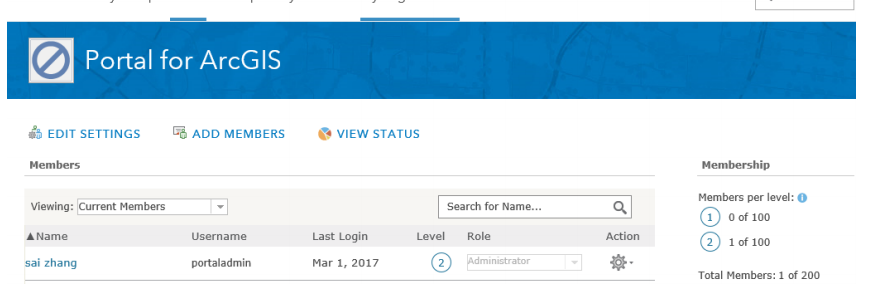 Portal for ArcGIS
EDIT SETTINGS ADD MEMBERS VIEW STATUS
Members
Viewing: Current Members Search for Name...
▲Name Username Last Login Level Role Action
sai zhang portaladmin Mar 1, 2017 2 Administrator
Membership
Members per level:
1 0 of 100
2 1 of 100
Total Members: 1 of 200